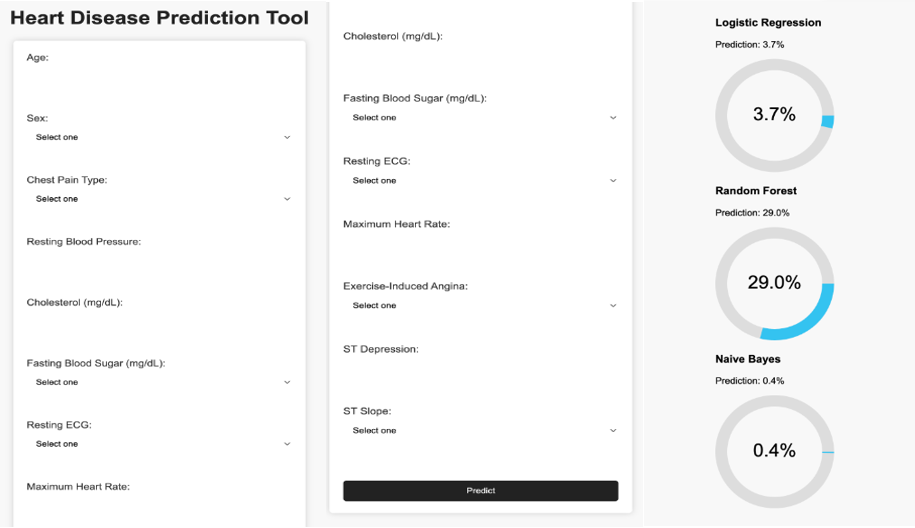 Heart Disease Prediction Tool
Age:
Sex:
Select one
Chest Pain Type:
Select one
Resting Blood Pressure:
Cholesterol (mg/dL):
Fasting Blood Sugar (mg/dL):
Select one
Resting ECG:
Select one
Maximum Heart Rate:
Cholesterol (mg/dL):
Fasting Blood Sugar (mg/dL):
Select one
Resting ECG:
Select one
Maximum Heart Rate:
Exercise-Induced Angina:
Select one
ST Depression:
ST Slope:
Select one
Predict
Logistic Regression
Prediction: 3.7%
3.7%
Random Forest
Prediction: 29.0%
29.0%
Naive Bayes
Prediction: 0.4%
0.4%